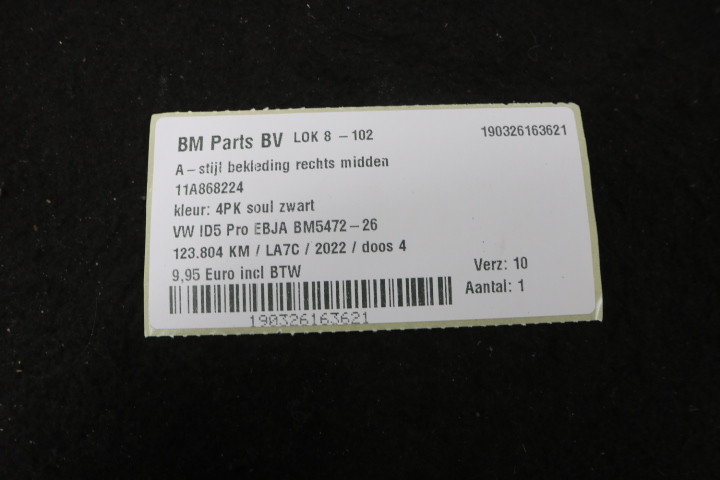 BM Parts BV LOK 8 - 102 190326163621
A - stijl bekleding rechts midden
11A868224
kleur: 4PK soul zwart
VW ID5 Pro EBJA BM5472 - 26
123.804 KM / LA7C / 2022 / doos 4
9,95 Euro incl BTW Verz: 10
Aantal: 1
190326163621